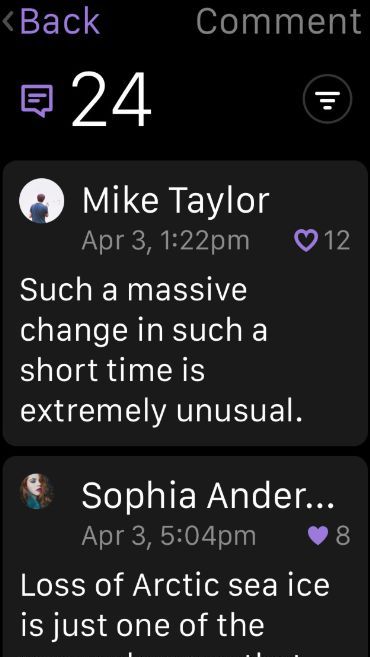 Back Comment
24
Mike Taylor
Apr 3, 1:22pm 12
Such a massive
change in such a
short time is
extremely unusual.
Sophia Ander...
Apr 3, 5:04pm 8
Loss of Arctic sea ice
is just one of the